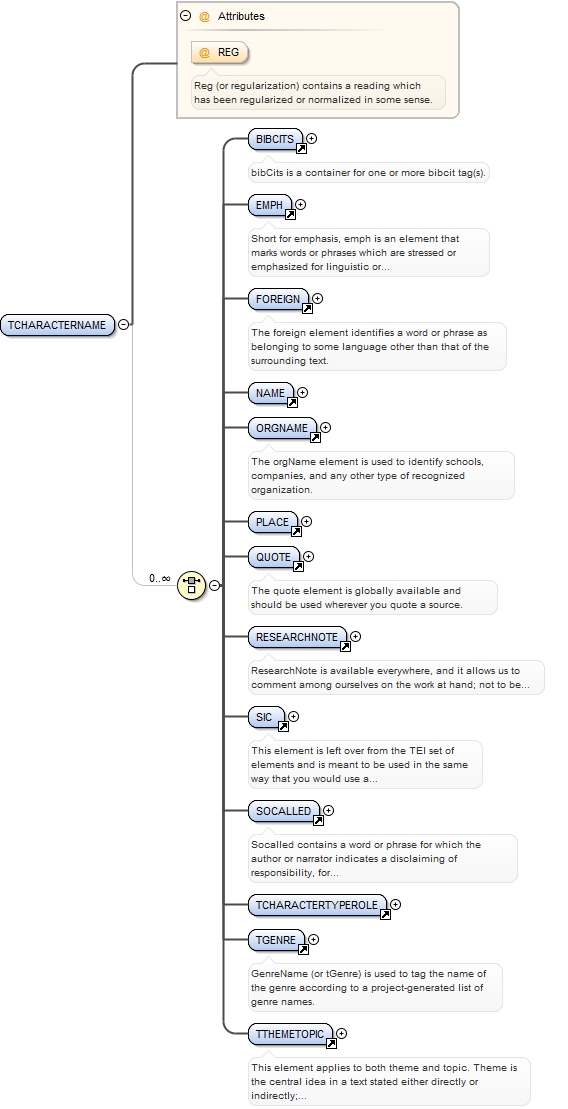 Attributes
REG
Reg (or regularization) contains a reading which
has been regularized or normalized in some sense.
BIBCITS
bibCits is a container for one or more bibcit tag(s).
EMPH
Short for emphasis, emph is an element that
marks words or phrases which are stressed or
emphasized for linguistic or...
FOREIGN
The foreign element identifies a word or phrase as
belonging to some language other than that of the
surrounding text.
TCHARACTERNAME
NAME
ORGNAME
The orgName element is used to identify schools,
companies, and any other type of recognized
organization.
PLACE
QUOTE
0..∞
The quote element is globally available and
should be used wherever you quote a source.
RESEARCHNOTE
ResearchNote is available everywhere, and it allows us to
comment among ourselves on the work at hand; not to be...
SIC
This element is left over from the TEI set of
elements and is meant to be used in the same
way that you would use a...
SOCALLED
Socalled contains a word or phrase for which the
author or narrator indicates a disclaiming of
responsibility, for...
TCHARACTERTYPEROLE
TGENRE
GenreName (or tGenre) is used to tag the name of
the genre according to a project-generated list of
genre names.
TTHEMETOPIC
This element applies to both theme and topic. Theme is
the central idea in a text stated either directly or
indirectly;...